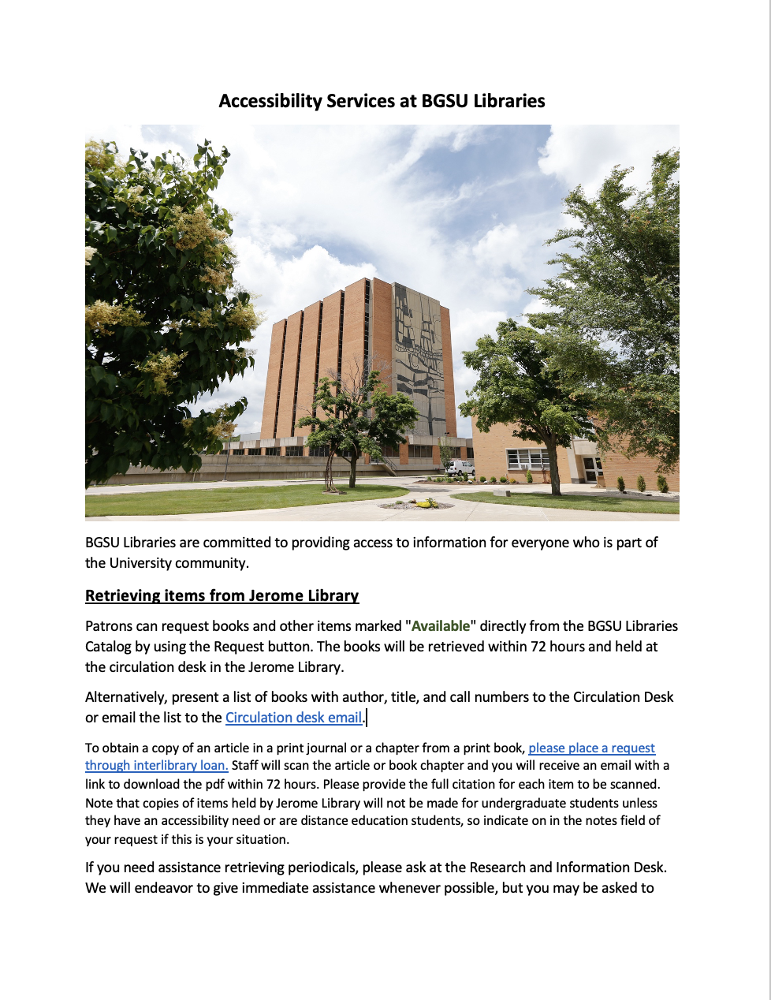 Accessibility Services at BGSU Libraries
BGSU Libraries are committed to providing access to information for everyone who is part of
the University community.
Retrieving items from Jerome Library
Patrons can request books and other items marked "Available" directly from the BGSU Libraries
Catalog by using the Request button. The books will be retrieved within 72 hours and held at
the circulation desk in the Jerome Library.
Alternatively, present a list of books with author, title, and call numbers to the Circulation Desk
or email the list to the Circulation desk email.
To obtain a copy of an article in a print journal or a chapter from a print book, please place a request
through interlibrary loan. Staff will scan the article or book chapter and you will receive an email with a
link to download the pdf within 72 hours. Please provide the full citation for each item to be scanned.
Note that copies of items held by Jerome Library will not be made for undergraduate students unless
they have an accessibility need or are distance education students, so indicate on in the notes field of
your request if this is your situation.
If you need assistance retrieving periodicals, please ask at the Research and Information Desk.
We will endeavor to give immediate assistance whenever possible, but you may be asked to